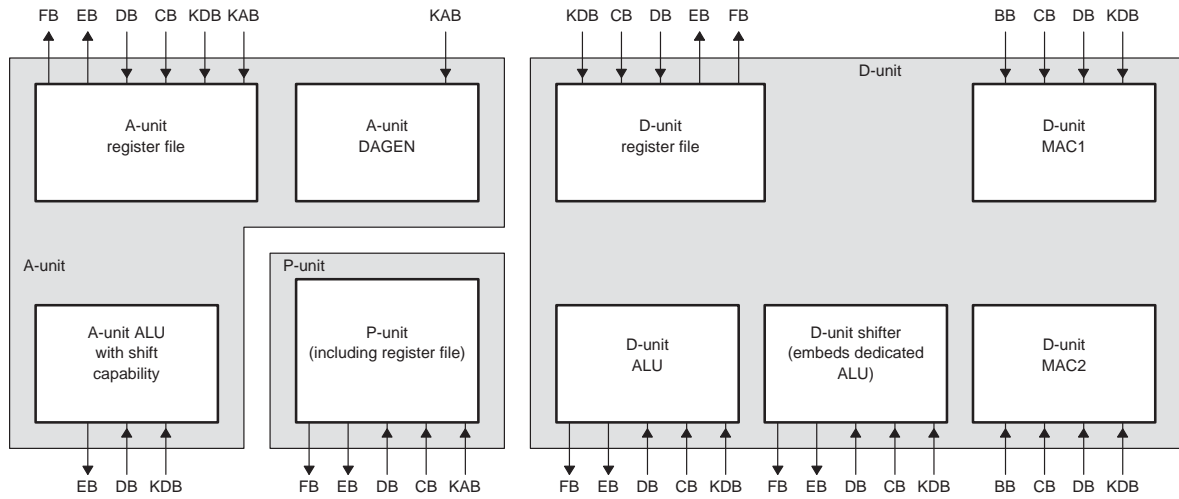 FB EB DB CB KDB KAB KAB KDB CB DB EB FB BB CB DB KDB
D-unit
A-unit
register file
A-unit
DAGEN
D-unit
register file
D-unit
MAC1
A-unit
P-unit
A-unit ALU
with shift
capability
P-unit
(including register file)
D-unit
ALU
D-unit shifter
(embeds dedicated
ALU)
D-unit
MAC2
EB DB KDB FB EB DB CB KAB FB EB DB CB KDB FB EB DB CB KDB BB CB DB KDB